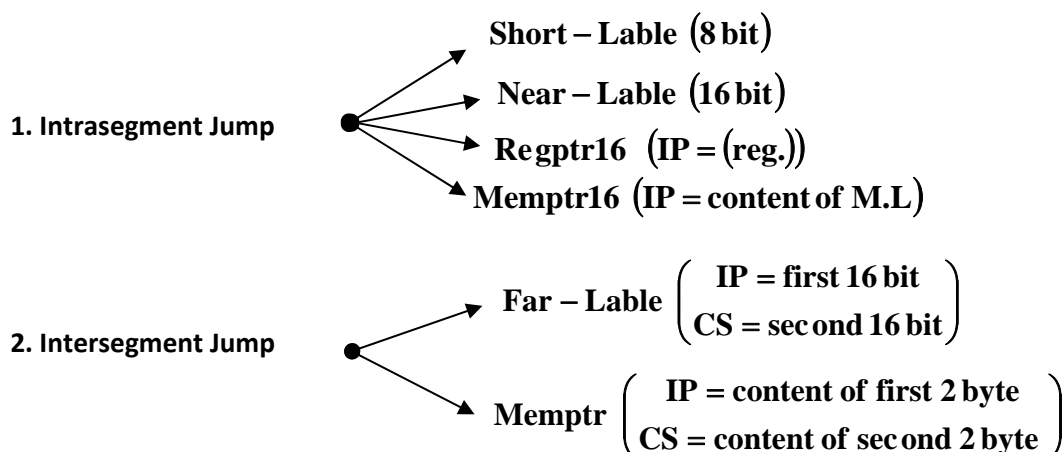 Short – Lable (8 bit)
Near – Lable (16 bit)
1. Intrasegment Jump
Regptr16 (IP = (reg.))
Memptr16 (IP = content of M.L)
Far – Lable (IP = first 16 bit
CS = second 16 bit)
2. Intersegment Jump
Memptr (IP = content of first 2 byte
CS = content of second 2 byte)